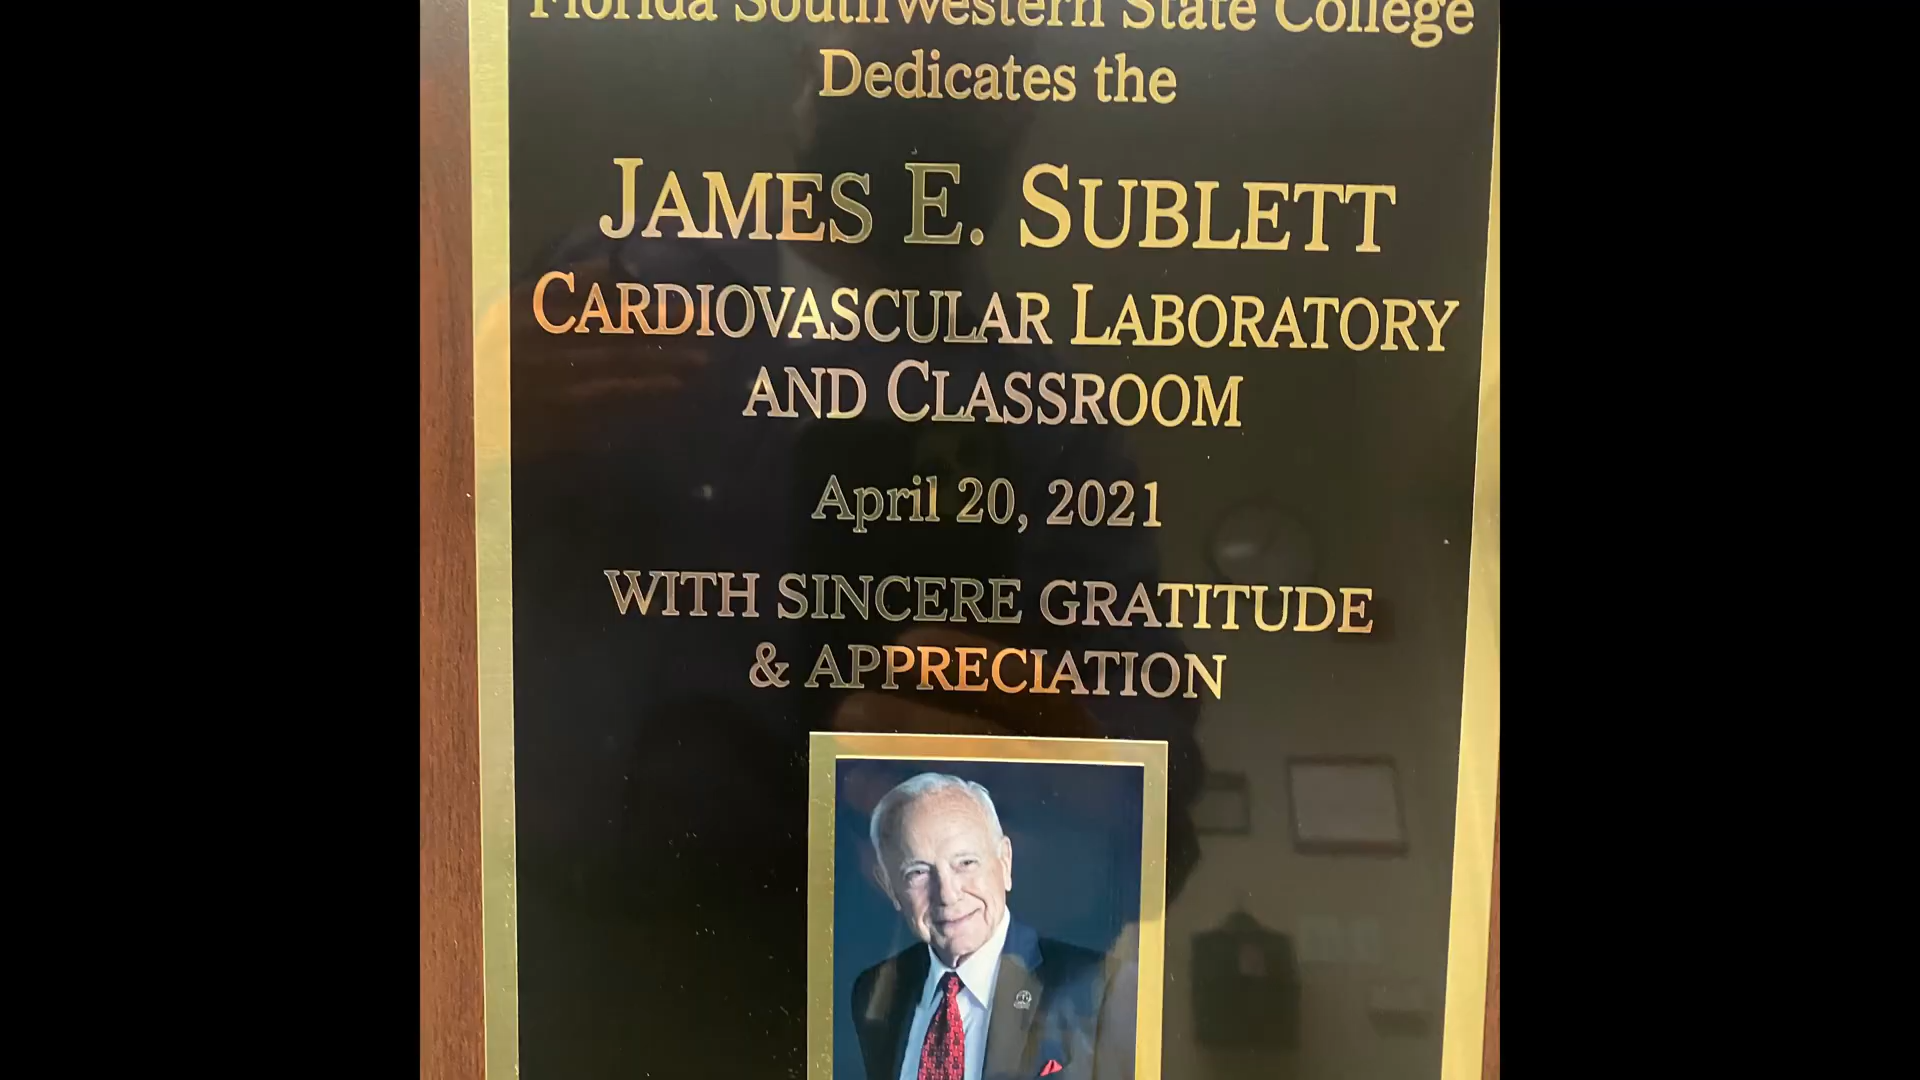 Florida Southwestern State College
Dedicates the
JAMES E. SUBLETT
CARDIOVASCULAR LABORATORY
AND CLASSROOM
April 20, 2021
WITH SINCERE GRATITUDE
& APPRECIATION